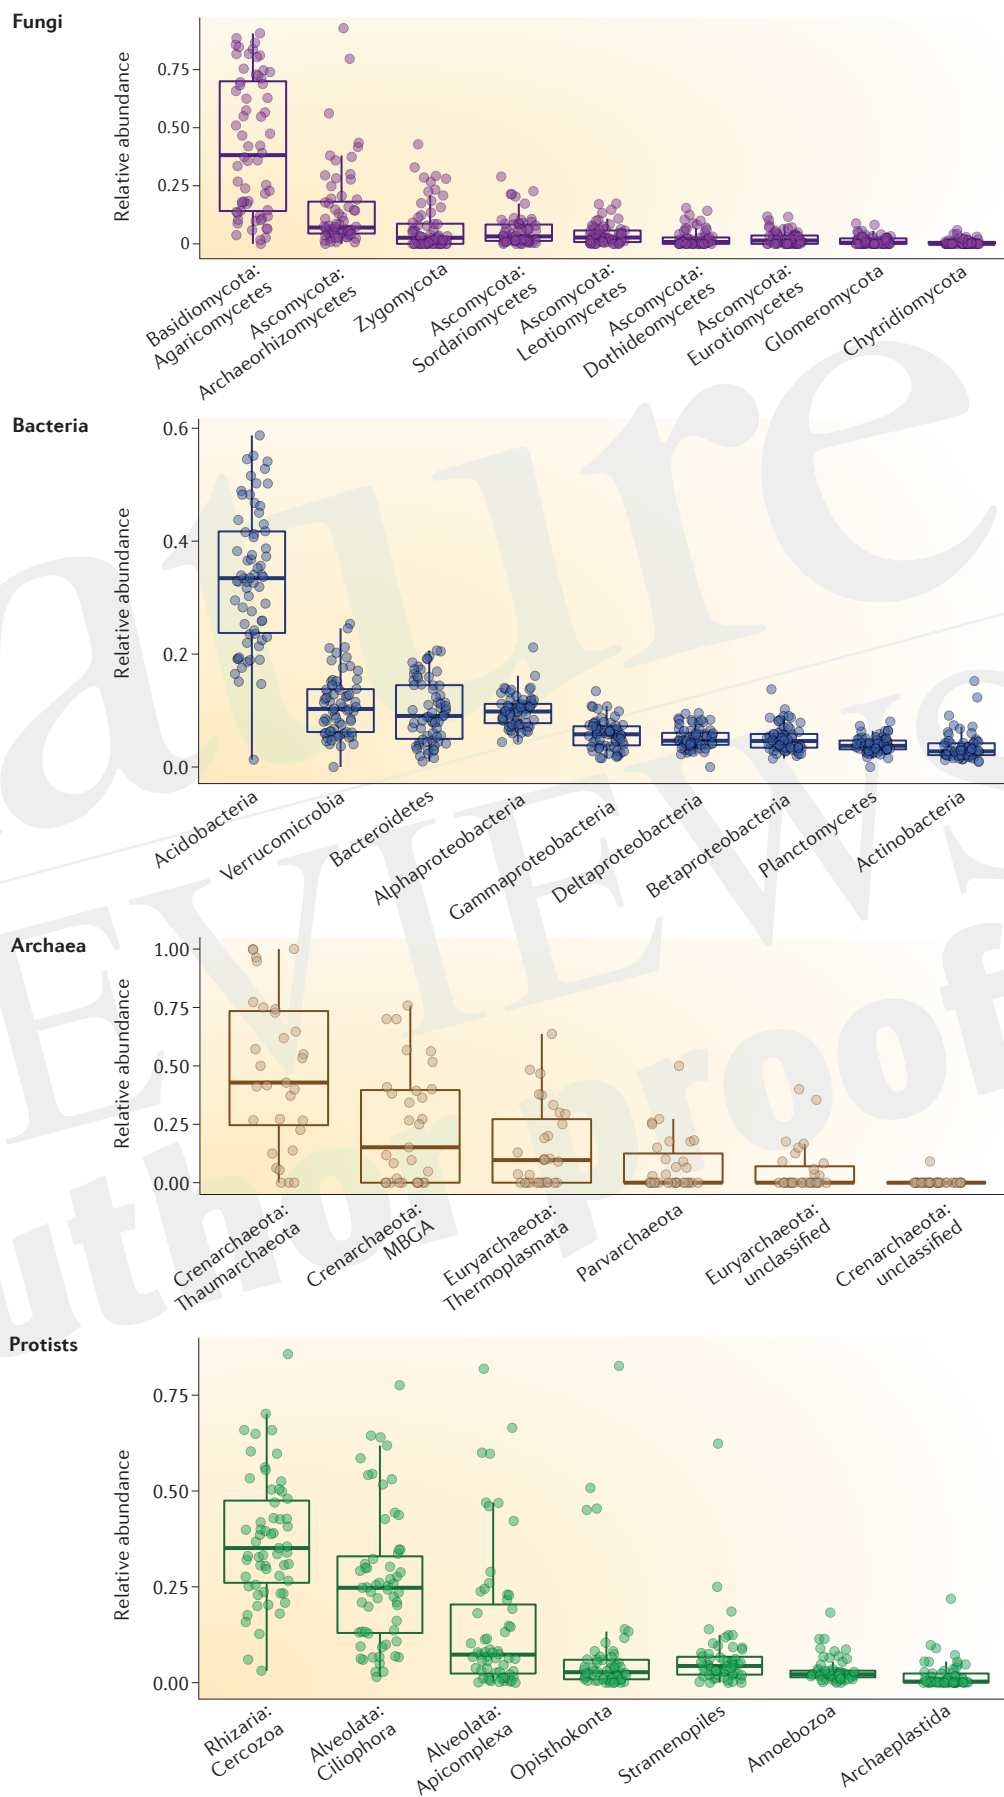 Fungi
Relative abundance
0.75
0.50
0.25
0
Basidiomycota:
Agaricomycetes
Ascomycota:
Archaeorhizomycetes
Zygomycota
Ascomycota:
Sordariomycetes
Ascomycota:
Leotiomycetes
Ascomycota:
Dothideomycetes
Ascomycota:
Eurotiomycetes
Glomeromycota
Chytridiomycota
Bacteria
Relative abundance
0.6
0.4
0.2
0.0
Acidobacteria
Verrucomicrobia
Bacteroidetes
Alphaproteobacteria
Gammaproteobacteria
Deltaproteobacteria
Betaproteobacteria
Planctomycetes
Actinobacteria
Archaea
Relative abundance
1.00
0.75
0.50
0.25
0.00
Crenarchaeota:
Thaumarchaeota
Crenarchaeota:
MBGA
Euryarchaeota:
Thermoplasmata
Parvarchaeota
Euryarchaeota:
unclassified
Crenarchaeota:
unclassified
Protists
Relative abundance
0.75
0.50
0.25
0.00
Rhizaria:
Cercozoa
Alveolata:
Ciliophora
Alveolata:
Apicomplexa
Opisthokonta
Stramenopiles
Amoebozoa
Archaeplastida
ature
EVIEWS
uthor proof